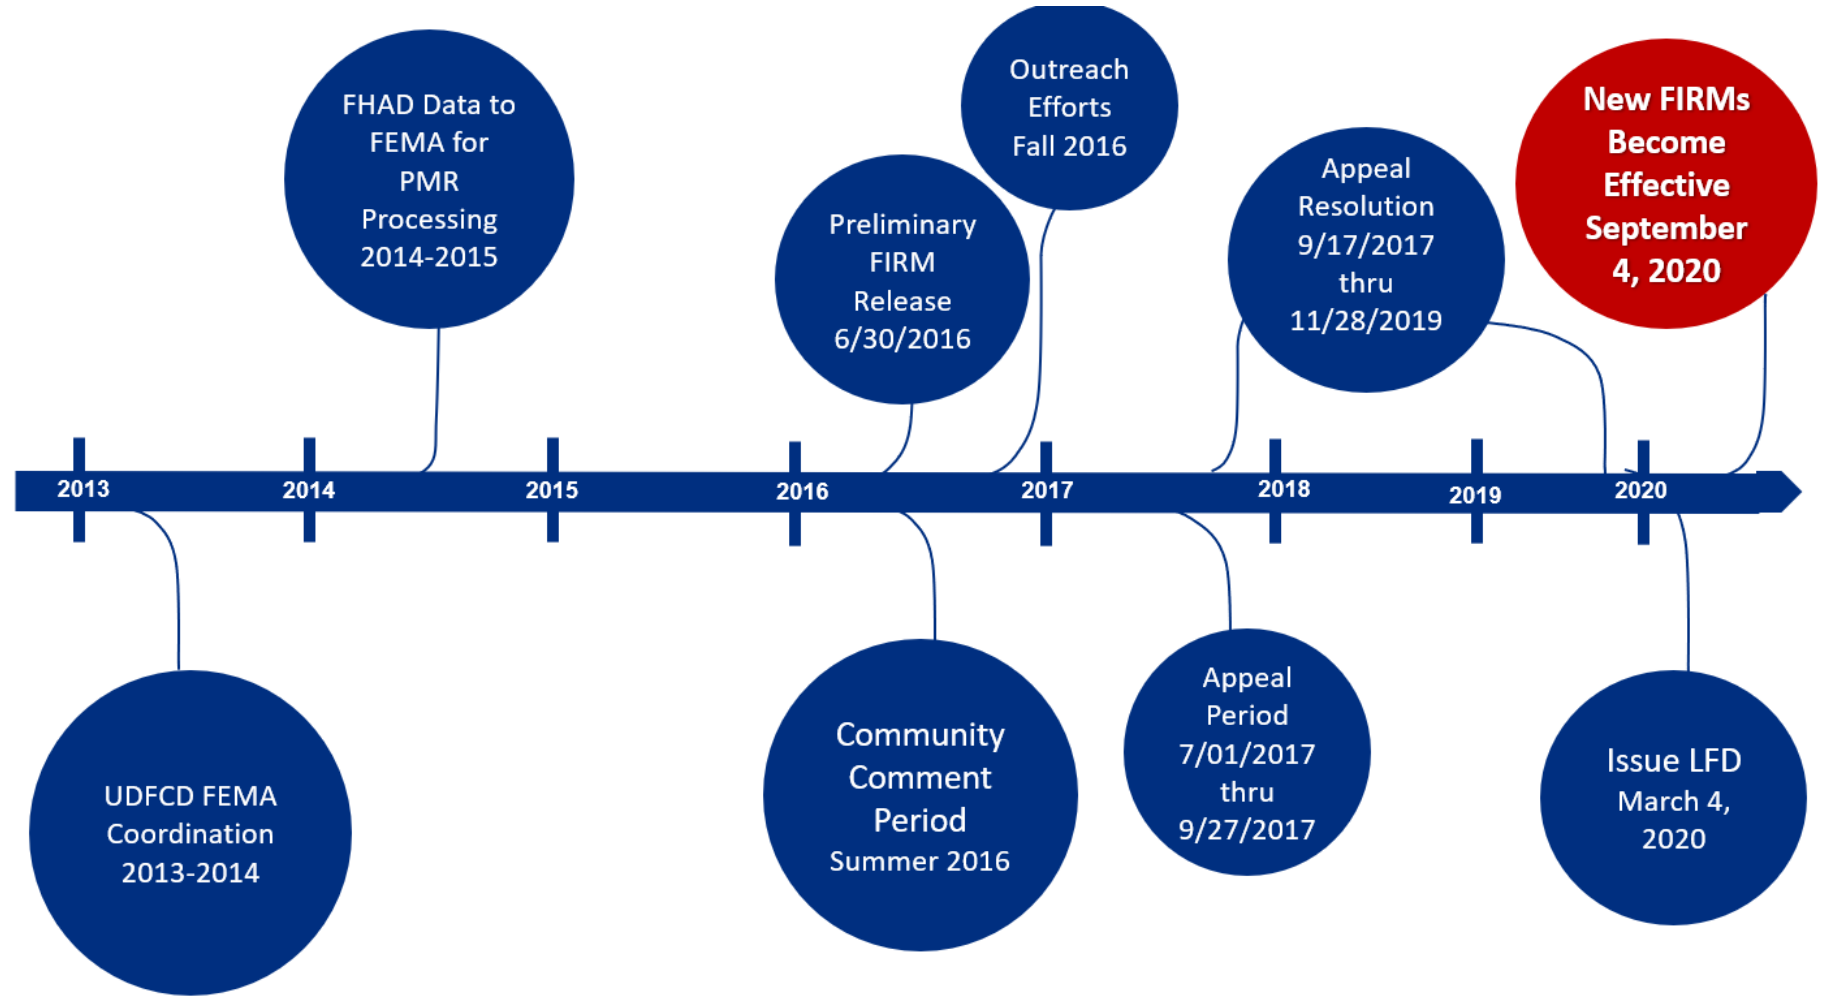 FHAD Data to
FEMA for
PMR
Processing
2014-2015
Preliminary
FIRM
Release
6/30/2016
Outreach
Efforts
Fall 2016
Appeal
Resolution
9/17/2017
thru
11/28/2019
New FIRMs
Become
Effective
September
4, 2020
2013
2014
2015
2016
2017
2018
2019
2020
UDFCD FEMA
Coordination
2013-2014
Community
Comment
Period
Summer 2016
Appeal
Period
7/01/2017
thru
9/27/2017
Issue LFD
March 4,
2020